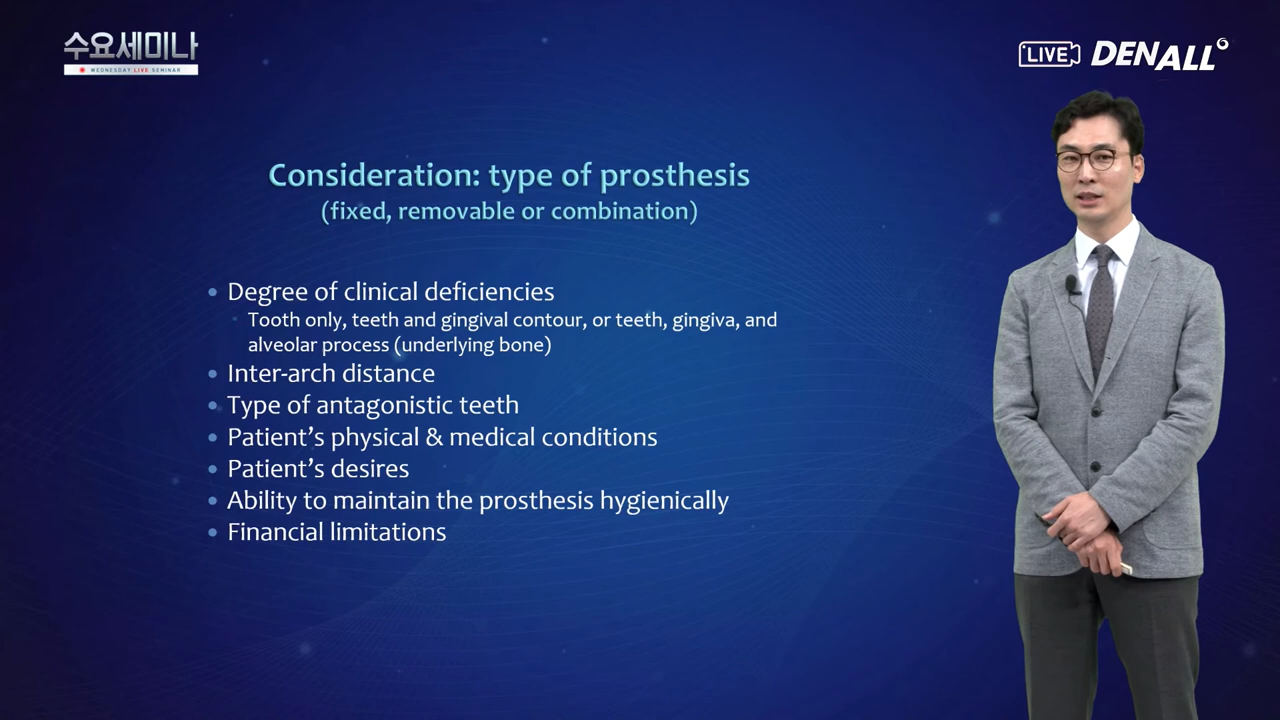 수요세미나
WEDNESDAY LIVE SEMINAR
LIVE
DENALL
Consideration: type of prosthesis
(fixed, removable or combination)
• Degree of clinical deficiencies
• Tooth only, teeth and gingival contour, or teeth, gingiva, and
alveolar process (underlying bone)
• Inter-arch distance
• Type of antagonistic teeth
• Patient’s physical & medical conditions
• Patient’s desires
• Ability to maintain the prosthesis hygienically
• Financial limitations